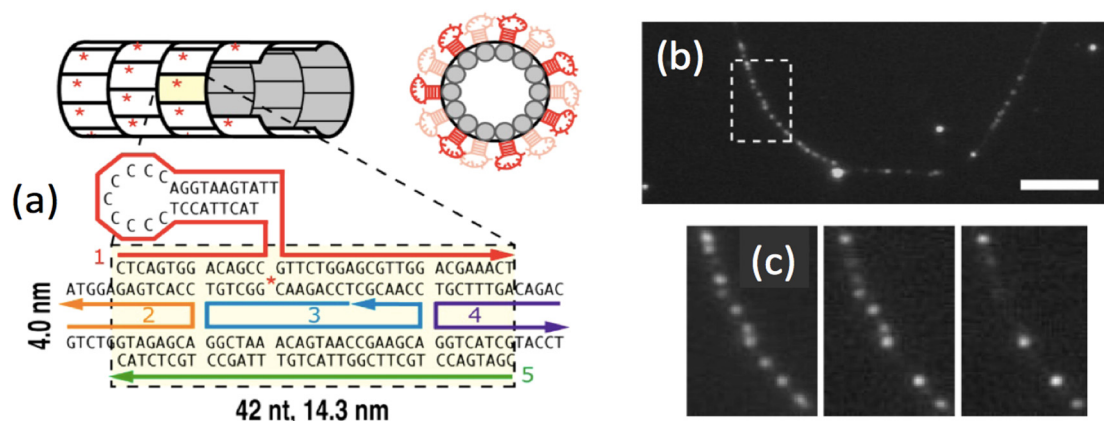 (a)
C C C C C C C C C C C C
AGGTAAGTATT
TCCATTCAT
1
CTCAGTGG ACAGCC GTTCTGGAGCGTTGG ACGAAACT
ATGGAGAGTCACC TGTCGG*CAAGACCTCGCAACC TGCTTTGACAGAC
2 3 4
GTCTGGTAGAGCA GGCTAA ACAGTAACCGAAGCA GGTCATCGTACCT
CATCTCGT CCGATT TGTCATTGGCTTCGT CCAGTAGC
5
4.0 nm
42 nt, 14.3 nm
(b)
(c)